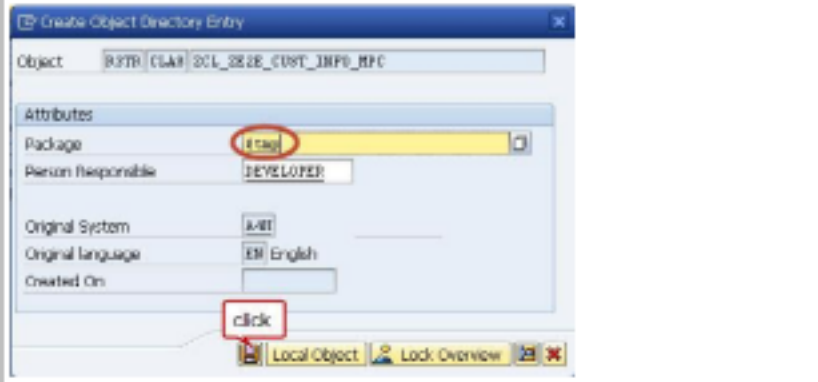 Create Object Directory Entry
Object R3TR CLAS ZCL_ZE2E_CUST_INFO_MPC
Attributes
Package $tmp
Person Responsible DEVELOPER
Original System
Original language EN English
Created On
click
Local Object Lock Overview